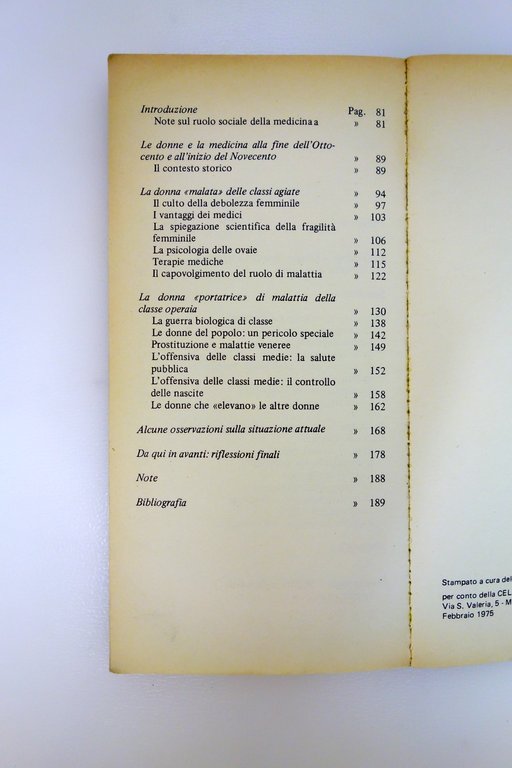 Introduzione Pag. 81
Note sul ruolo sociale della medicina a » 81
Le donne e la medicina alla fine dell'Otto-
cento e all'inizio del Novecento » 89
Il contesto storico » 89
La donna «malata» delle classi agiate » 94
Il culto della debolezza femminile » 97
I vantaggi dei medici » 103
La spiegazione scientifica della fragilità
femminile » 106
La psicologia delle ovaie » 112
Terapie mediche » 115
Il capovolgimento del ruolo di malattia » 122
La donna «portatrice» di malattia della
classe operaia » 130
La guerra biologica di classe » 138
Le donne del popolo: un pericolo speciale » 142
Prostituzione e malattie veneree » 149
L'offensiva delle classi medie: la salute
pubblica » 152
L'offensiva delle classi medie: il controllo
delle nascite » 158
Le donne che «elevano» le altre donne » 162
Alcune osservazioni sulla situazione attuale » 168
Da qui in avanti: riflessioni finali » 178
Note » 188
Bibliografia » 189
Stampato a cura del
per conto della CEL
Via S. Valeria, 5 - M
Febbraio 1975